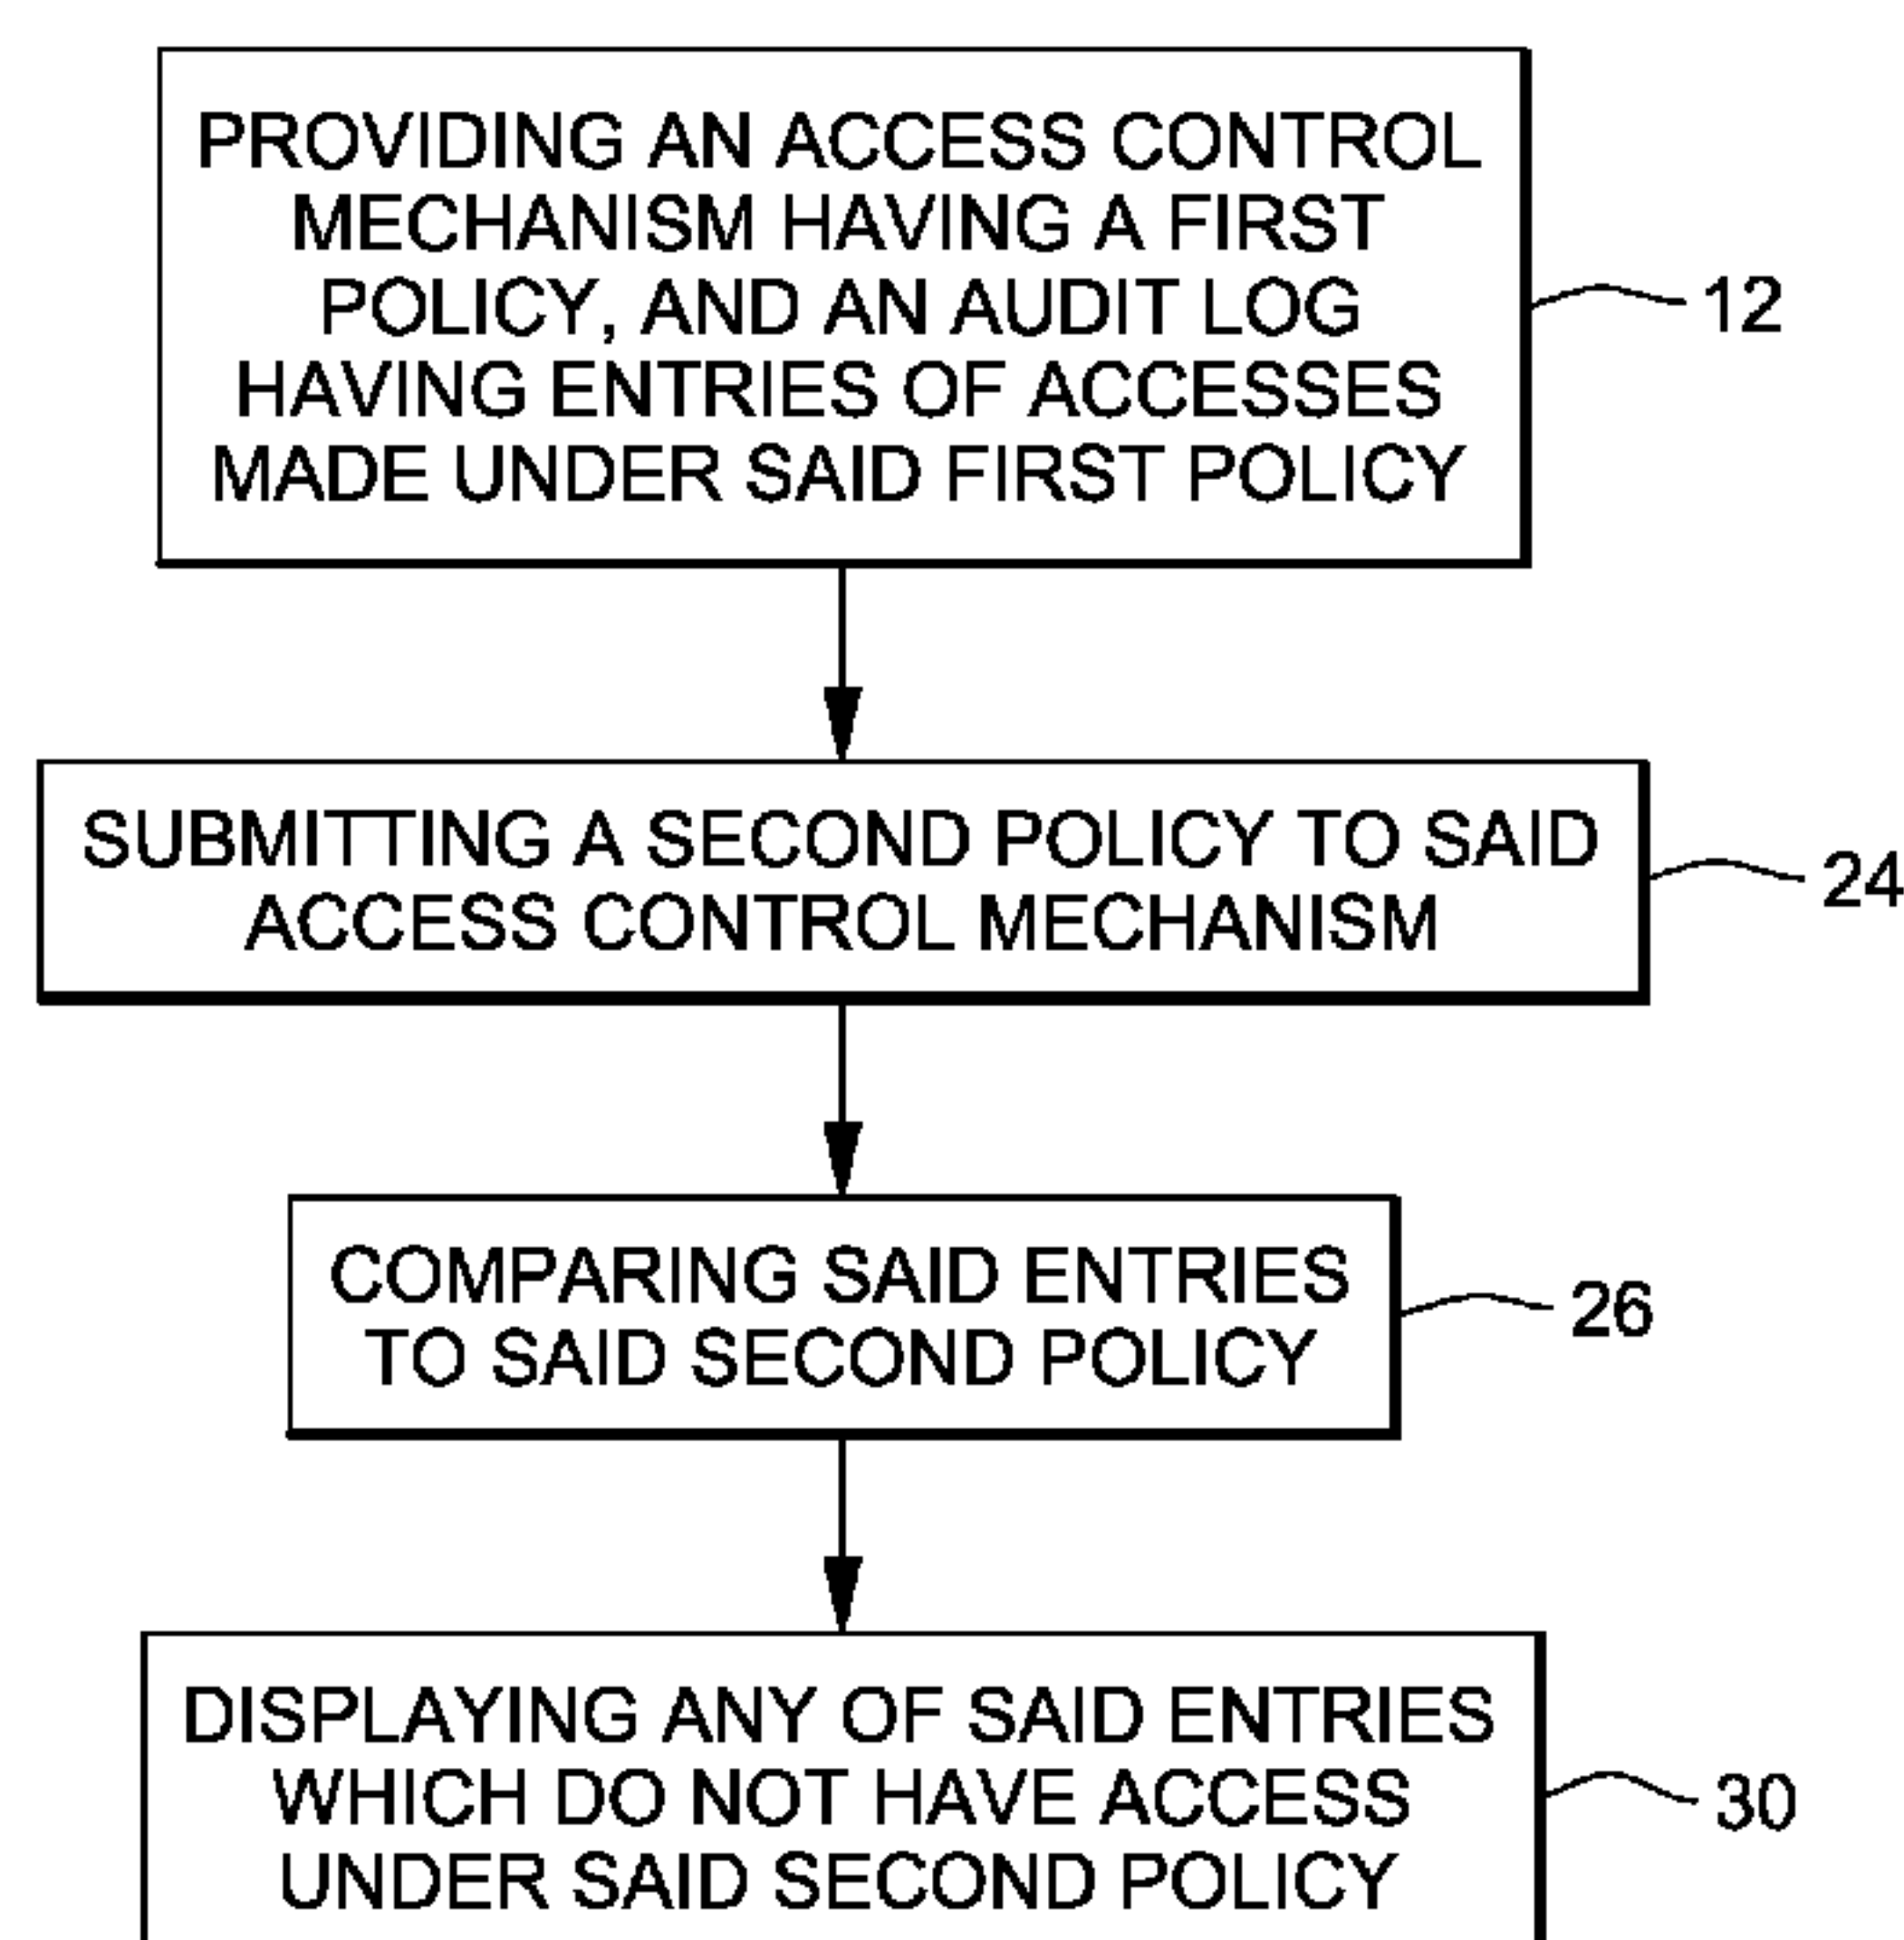 PROVIDING AN ACCESS CONTROL
MECHANISM HAVING A FIRST
POLICY, AND AN AUDIT LOG
HAVING ENTRIES OF ACCESSES
MADE UNDER SAID FIRST POLICY
12
SUBMITTING A SECOND POLICY TO SAID
ACCESS CONTROL MECHANISM
24
COMPARING SAID ENTRIES
TO SAID SECOND POLICY
26
DISPLAYING ANY OF SAID ENTRIES
WHICH DO NOT HAVE ACCESS
UNDER SAID SECOND POLICY
30